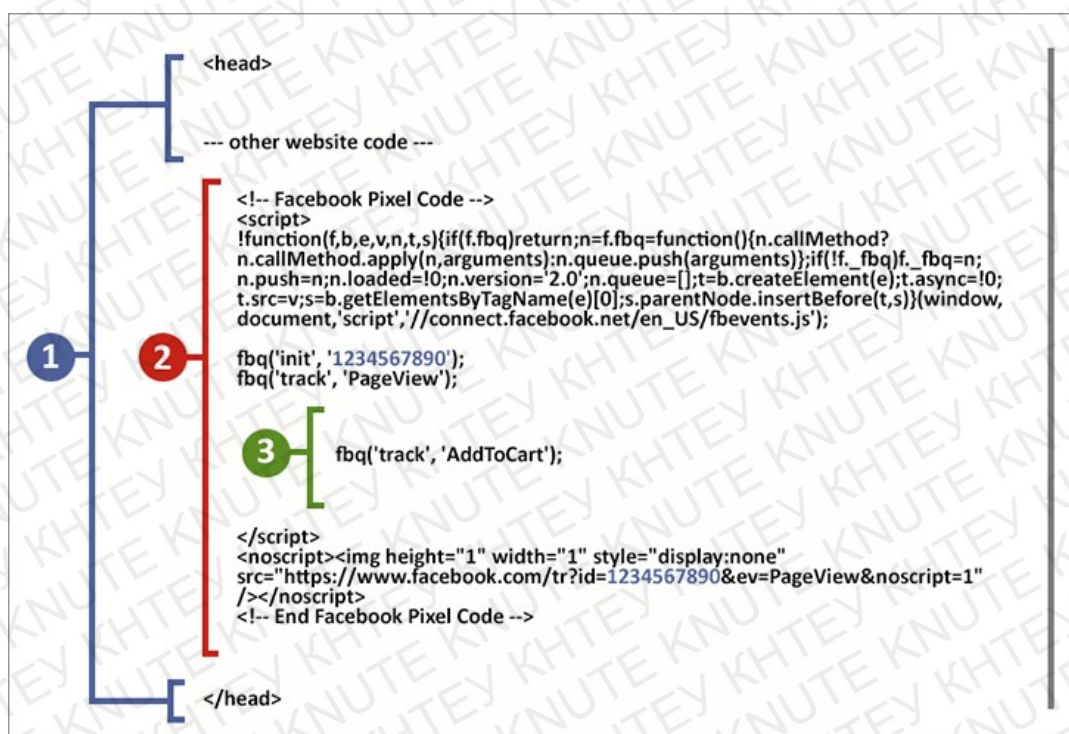 <head>
--- other website code ---
<!-- Facebook Pixel Code -->
<script>
!function(f,b,e,v,n,t,s){if(f.fbq)return;n=f.fbq=function(){n.callMethod?
n.callMethod.apply(n,arguments):n.queue.push(arguments)};if(!f._fbq)f._fbq=n;
n.push=n;n.loaded=!0;n.version='2.0';n.queue=[];t=b.createElement(e);t.async=!0;
t.src=v;s=b.getElementsByTagName(e)[0];s.parentNode.insertBefore(t,s)}(window,
document,'script','//connect.facebook.net/en_US/fbevents.js');
1
2
fbq('init', '1234567890');
fbq('track', 'PageView');
3
fbq('track', 'AddToCart');
</script>
<noscript><img height="1" width="1" style="display:none"
src="https://www.facebook.com/tr?id=1234567890&ev=PageView&noscript=1"
/></noscript>
<!-- End Facebook Pixel Code -->
</head>
KNUTE КНТЕУ